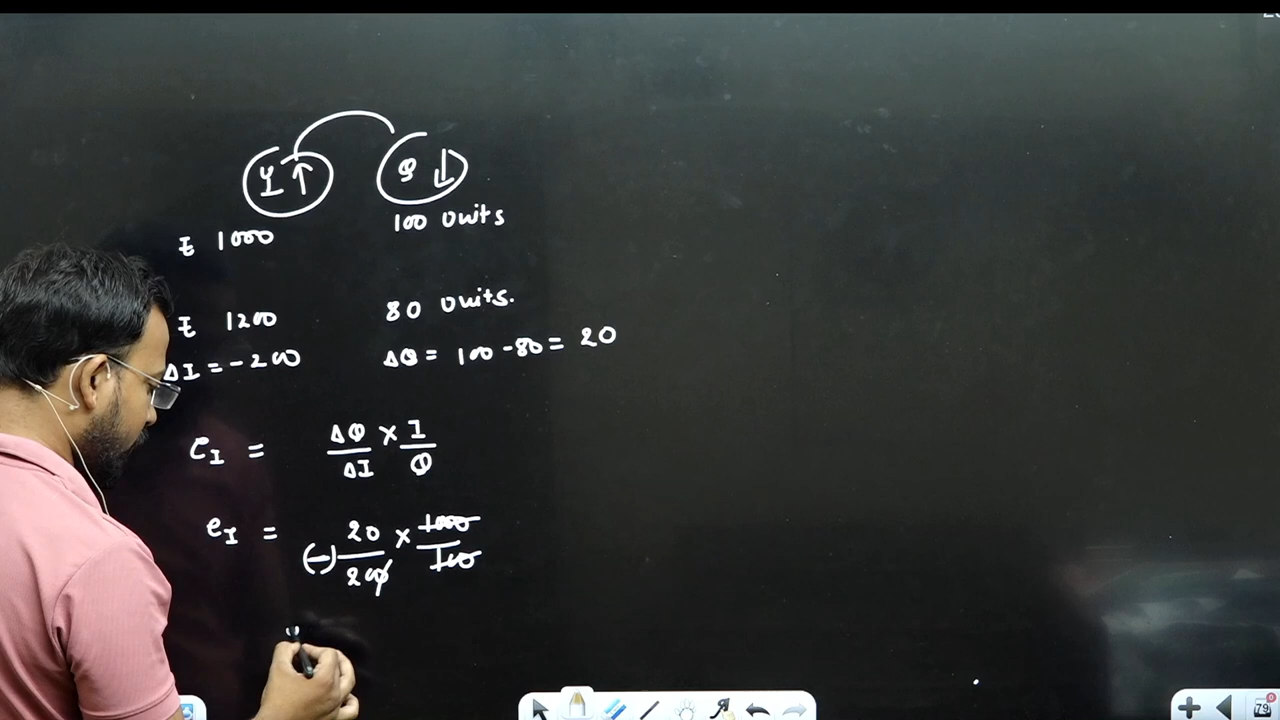 Y ↑ Q ↓
₹ 1000 100 Units
₹ 1200 80 Units.
ΔI = -200 ΔQ = 100 - 80 = 20
eI = ΔQ/ΔI × I/Q
eI = (-) 20/200 × 1000/100
79